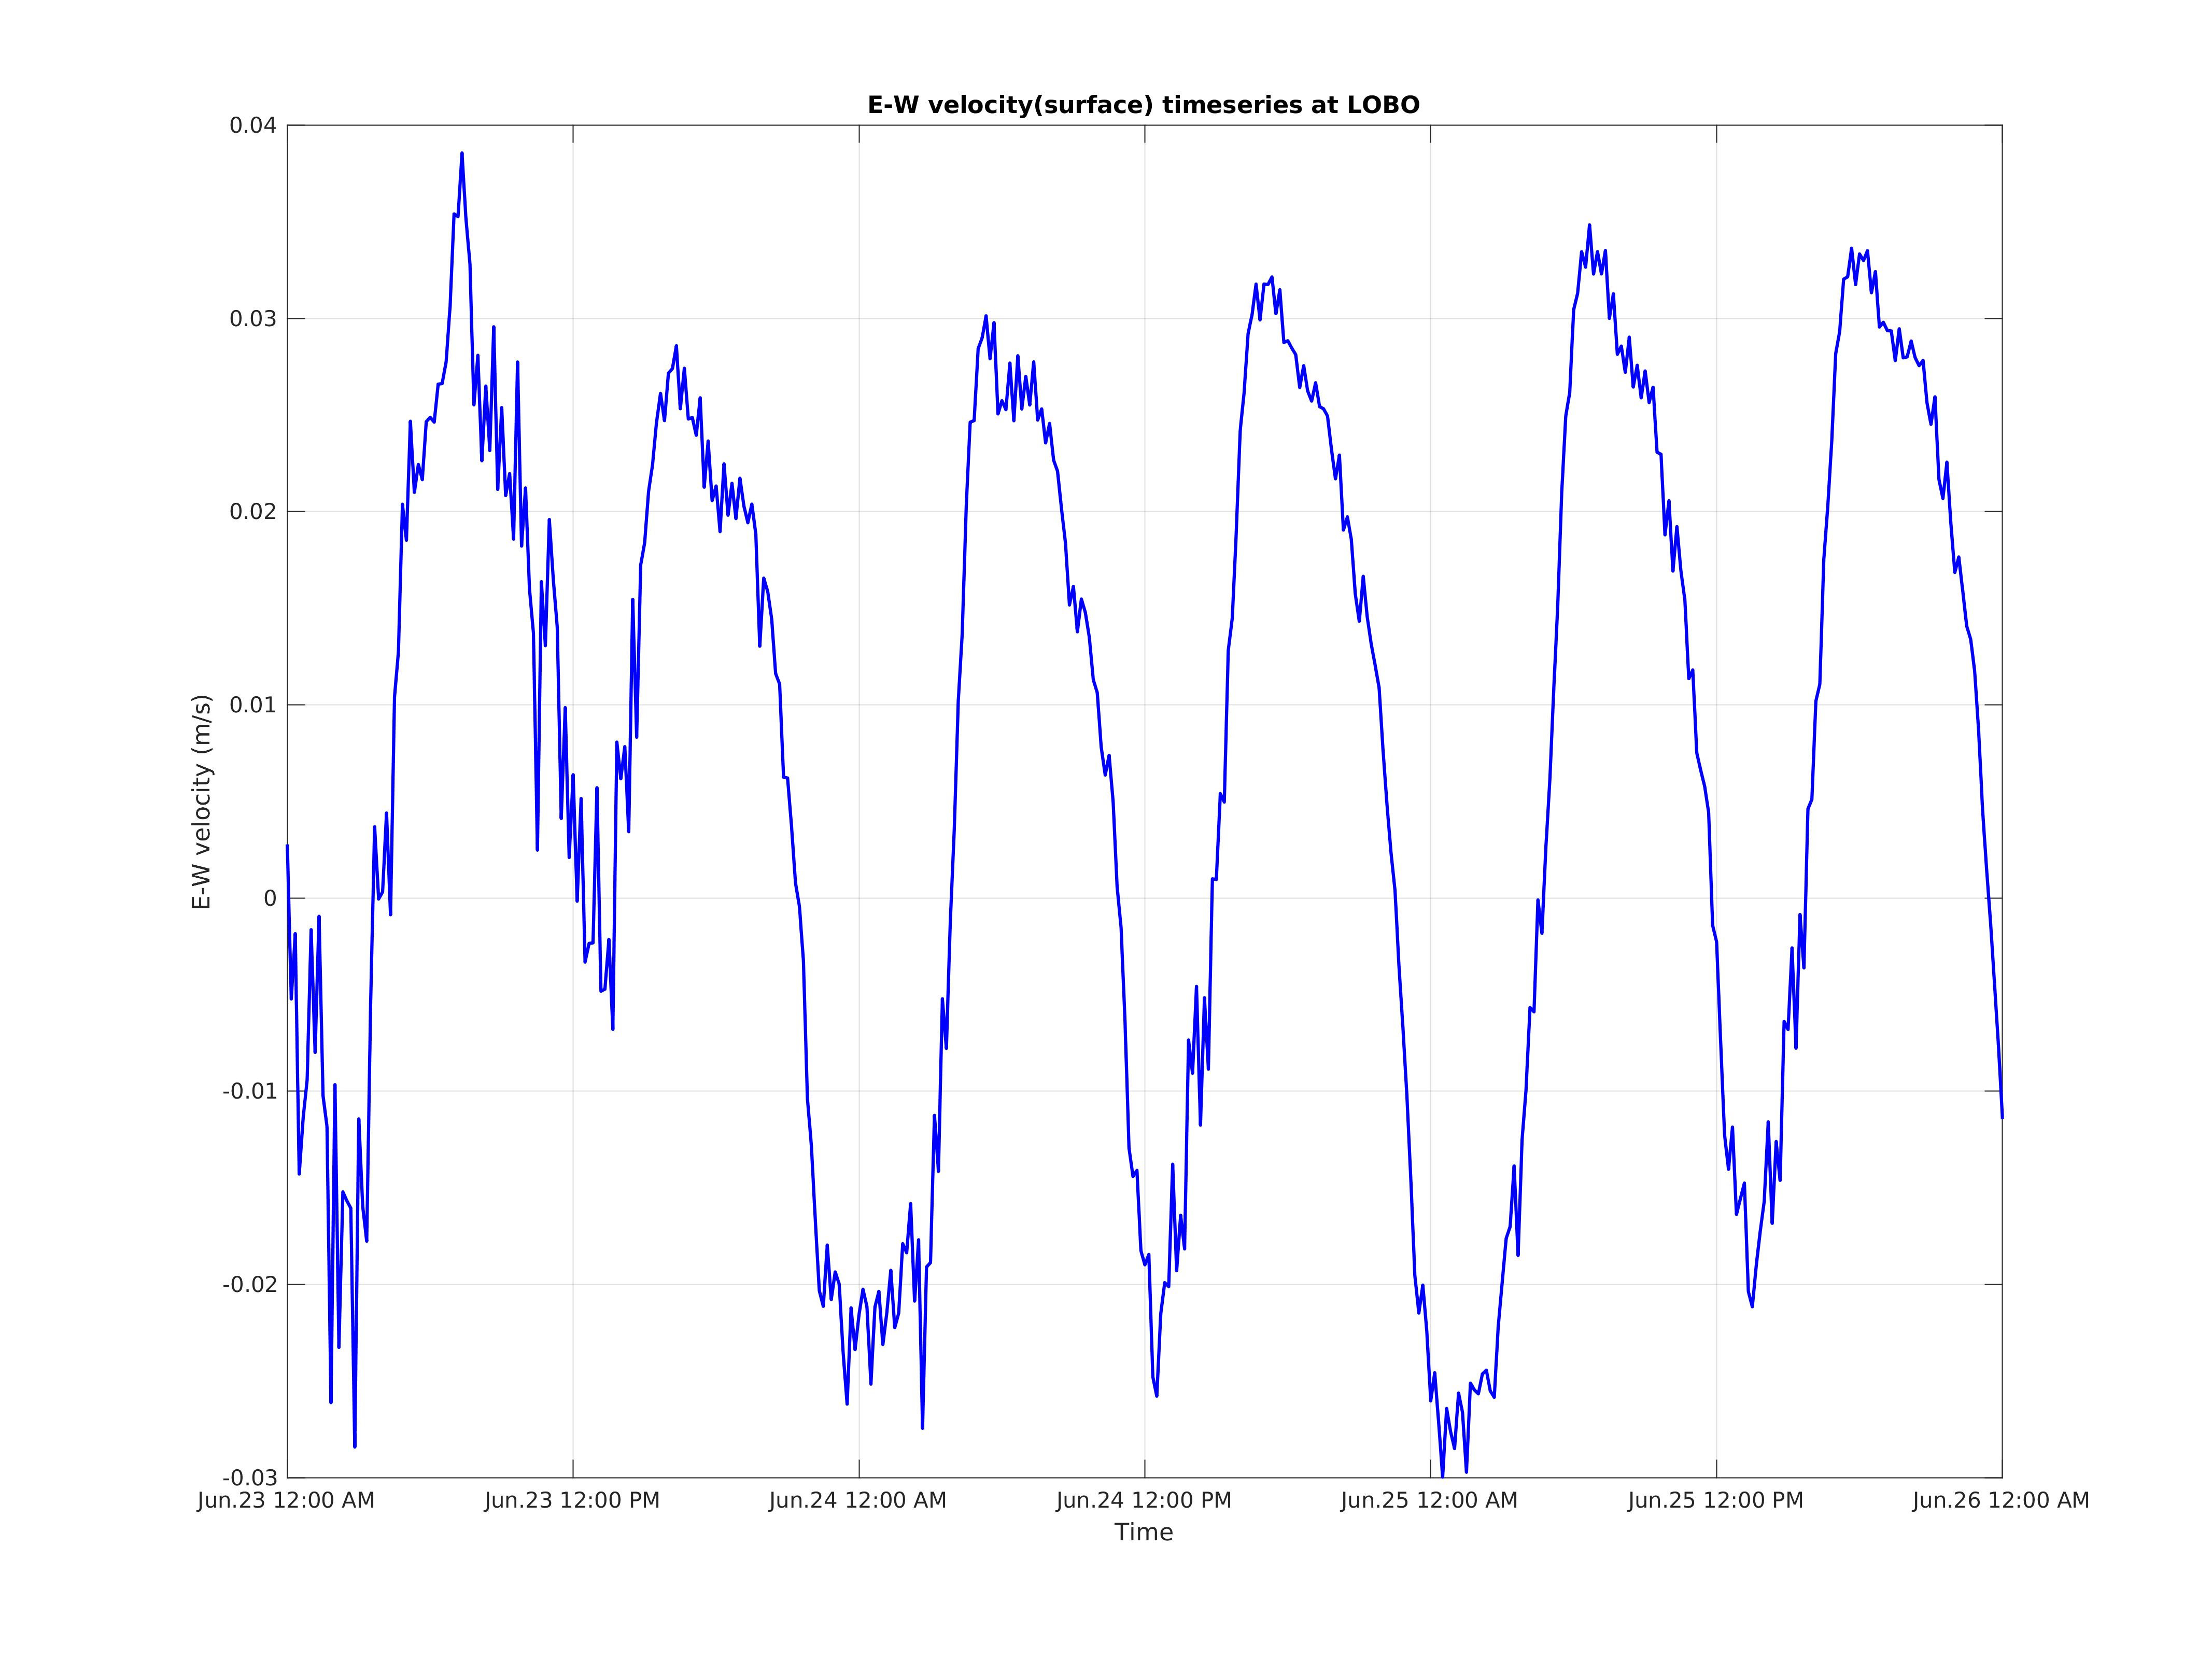 E-W velocity(surface) timeseries at LOBO
0.04
0.03
0.02
0.01
0
-0.01
-0.02
-0.03
E-W velocity (m/s)
Jun.23 12:00 AM Jun.23 12:00 PM Jun.24 12:00 AM Jun.24 12:00 PM Jun.25 12:00 AM Jun.25 12:00 PM Jun.26 12:00 AM
Time